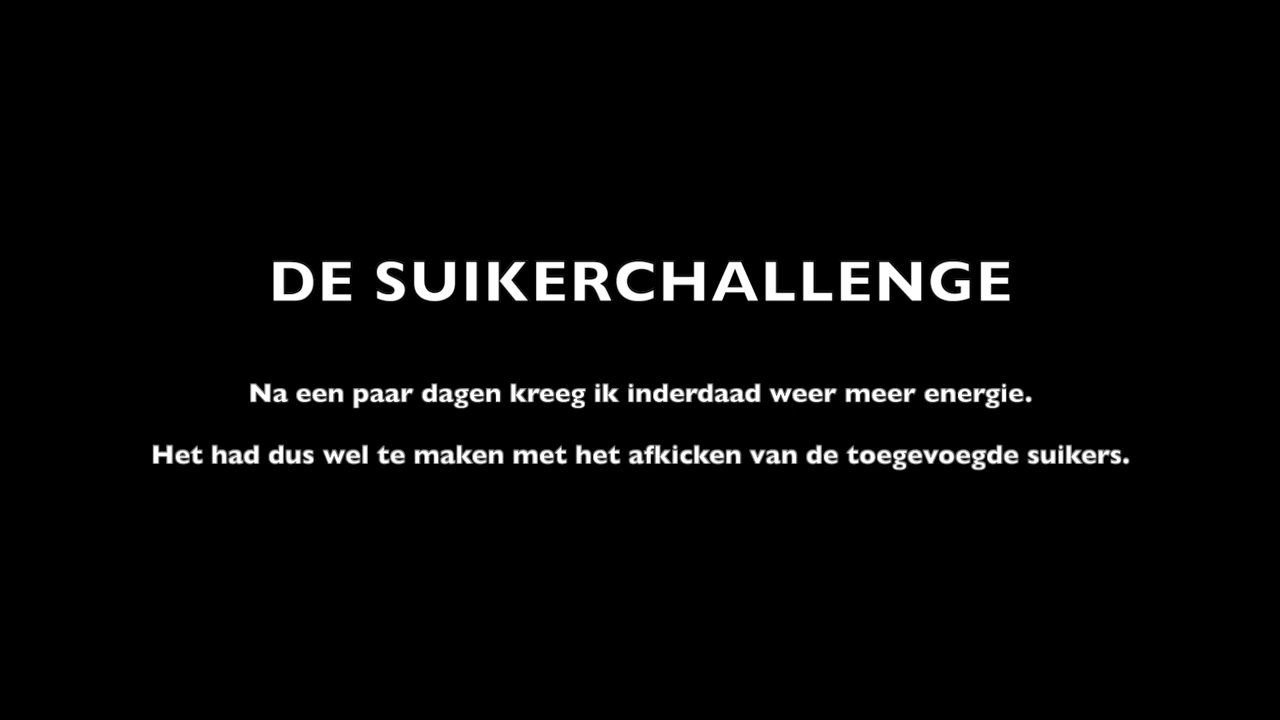 DE SUIKERCHALLENGE
Na een paar dagen kreeg ik inderdaad weer meer energie.
Het had dus wel te maken met het afkicken van de toegevoegde suikers.